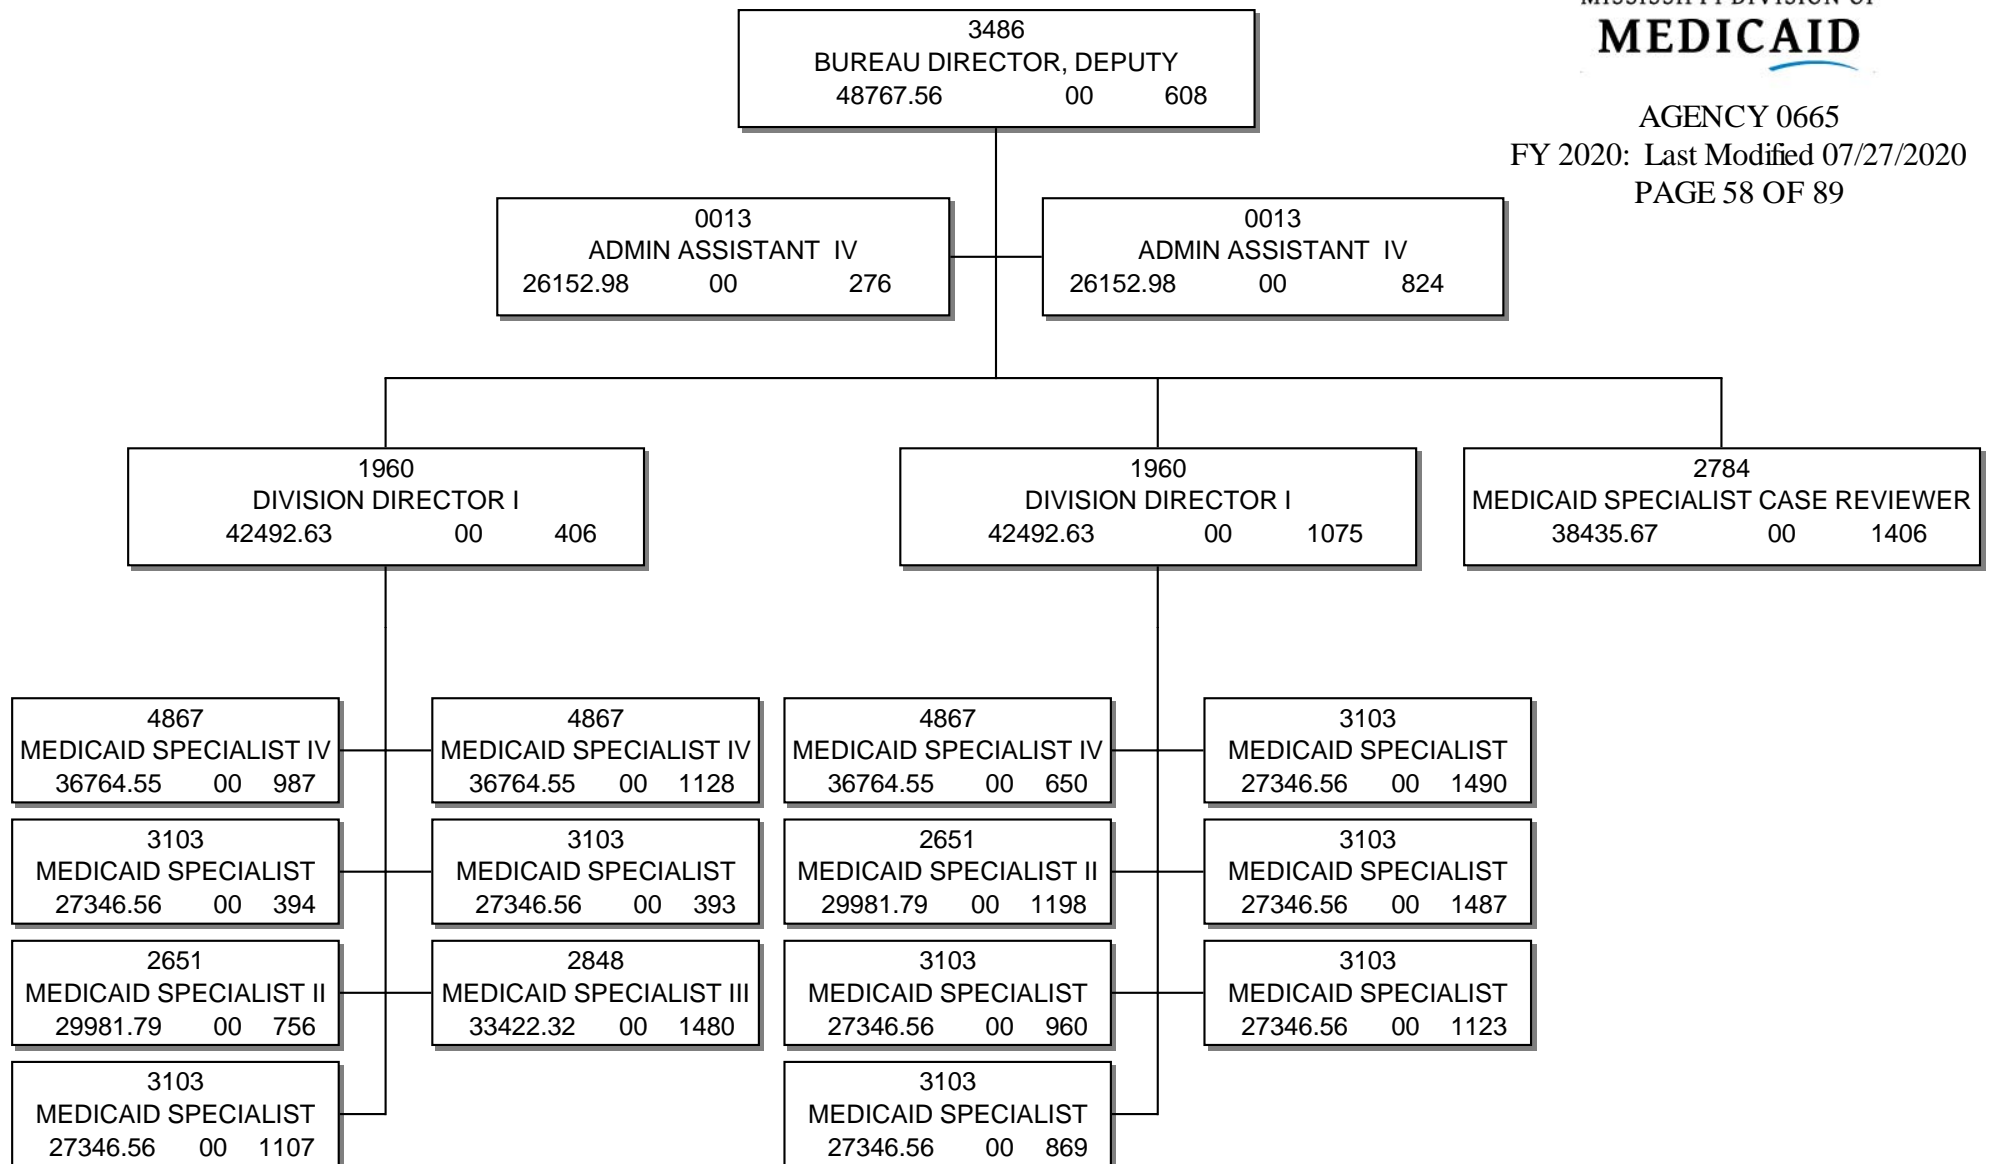 MISSISSIPPI DIVISION OF
MEDICAID
AGENCY 0665
FY 2020: Last Modified 07/27/2020
PAGE 58 OF 89
3486
BUREAU DIRECTOR, DEPUTY
48767.56 00 608
0013
ADMIN ASSISTANT IV
26152.98 00 276
0013
ADMIN ASSISTANT IV
26152.98 00 824
1960
DIVISION DIRECTOR I
42492.63 00 406
1960
DIVISION DIRECTOR I
42492.63 00 1075
2784
MEDICAID SPECIALIST CASE REVIEWER
38435.67 00 1406
4867
MEDICAID SPECIALIST IV
36764.55 00 987
4867
MEDICAID SPECIALIST IV
36764.55 00 1128
4867
MEDICAID SPECIALIST IV
36764.55 00 650
3103
MEDICAID SPECIALIST
27346.56 00 1490
3103
MEDICAID SPECIALIST
27346.56 00 394
3103
MEDICAID SPECIALIST
27346.56 00 393
2651
MEDICAID SPECIALIST II
29981.79 00 1198
3103
MEDICAID SPECIALIST
27346.56 00 1487
2651
MEDICAID SPECIALIST II
29981.79 00 756
2848
MEDICAID SPECIALIST III
33422.32 00 1480
3103
MEDICAID SPECIALIST
27346.56 00 960
3103
MEDICAID SPECIALIST
27346.56 00 1123
3103
MEDICAID SPECIALIST
27346.56 00 1107
3103
MEDICAID SPECIALIST
27346.56 00 869